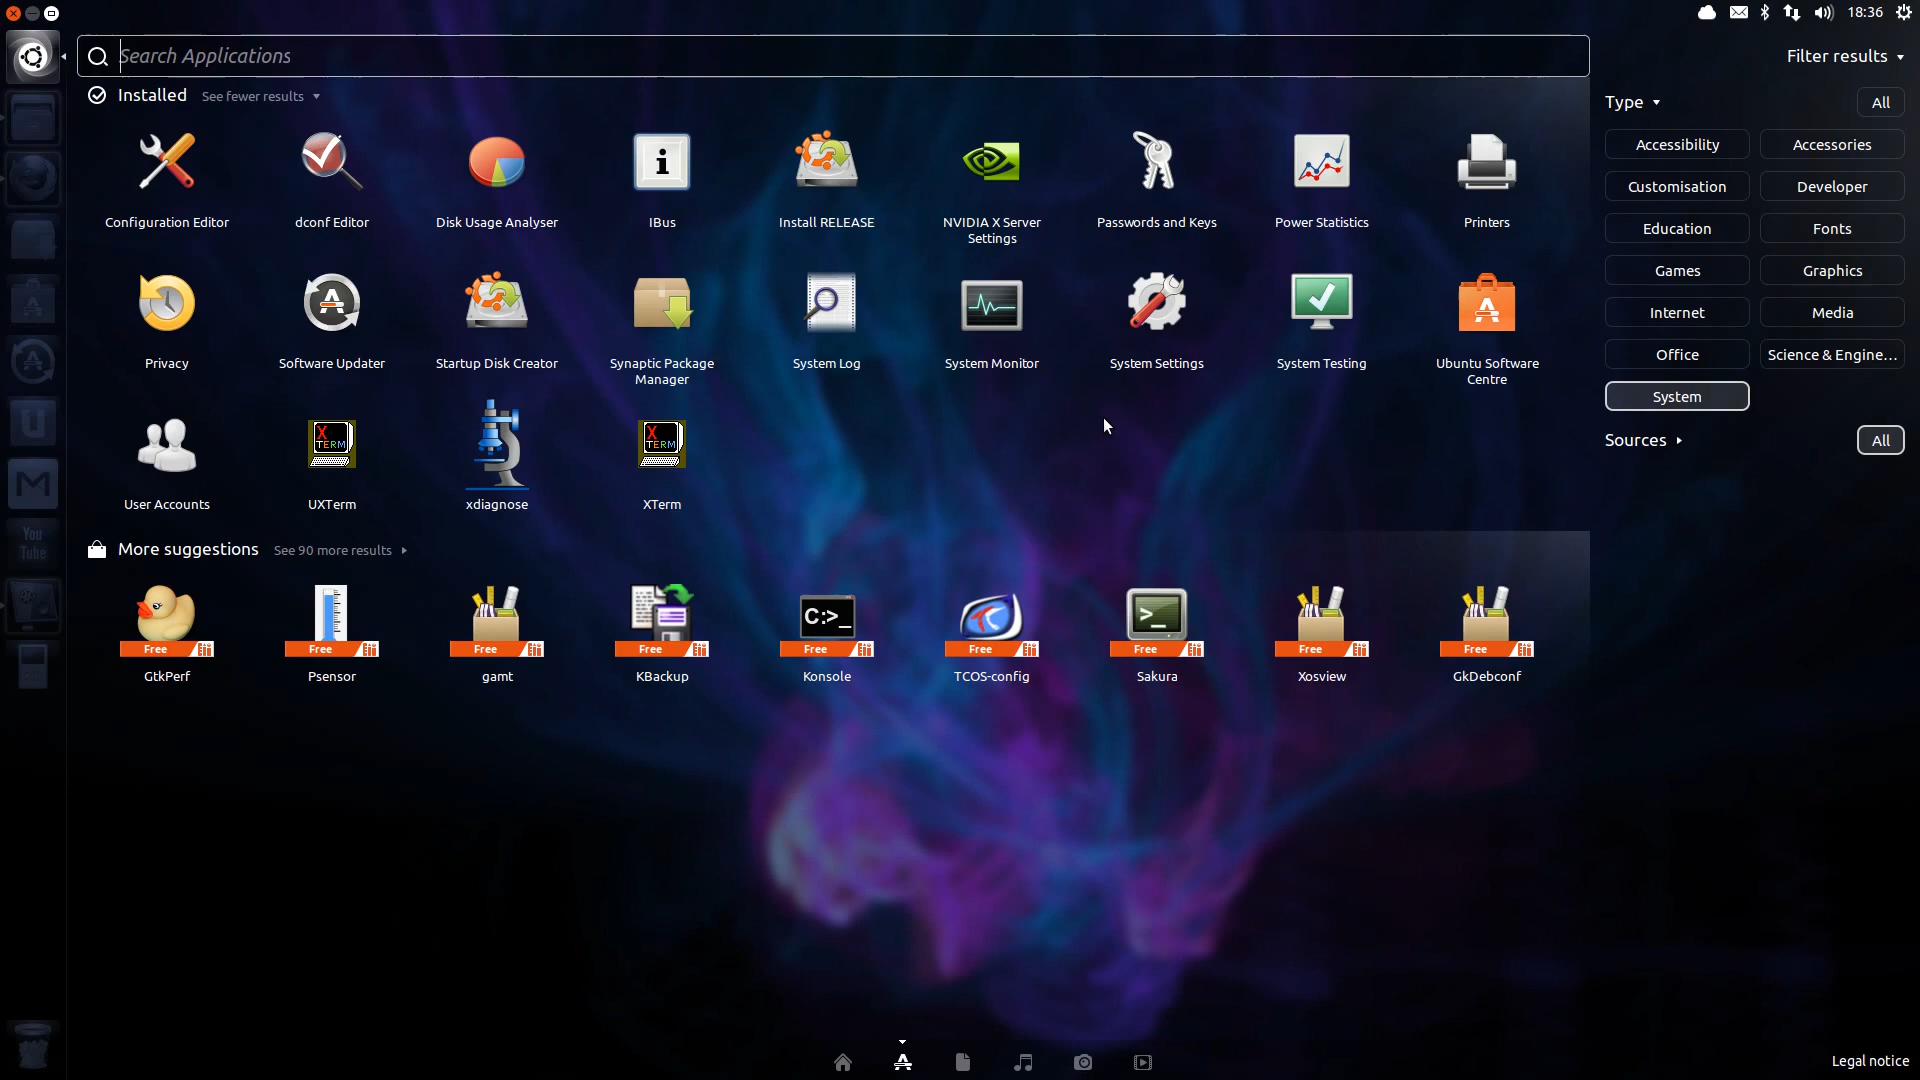 18:36
Search Applications
Filter results
Installed See fewer results
Type All
Configuration Editor
dconf Editor
Disk Usage Analyser
IBus
Install RELEASE
NVIDIA X Server
Settings
Passwords and Keys
Power Statistics
Printers
Privacy
Software Updater
Startup Disk Creator
Synaptic Package
Manager
System Log
System Monitor
System Settings
System Testing
Ubuntu Software
Centre
X
TERM
X
TERM
User Accounts
UXTerm
xdiagnose
XTerm
Accessibility
Accessories
Customisation
Developer
Education
Fonts
Games
Graphics
Internet
Media
Office
Science & Engine...
System
Sources All
You
Tube
More suggestions See 90 more results
C:>_
>_
Free
Free
Free
Free
Free
Free
Free
Free
Free
GtkPerf
Psensor
gamt
KBackup
Konsole
TCOS-config
Sakura
Xosview
GkDebconf
Legal notice